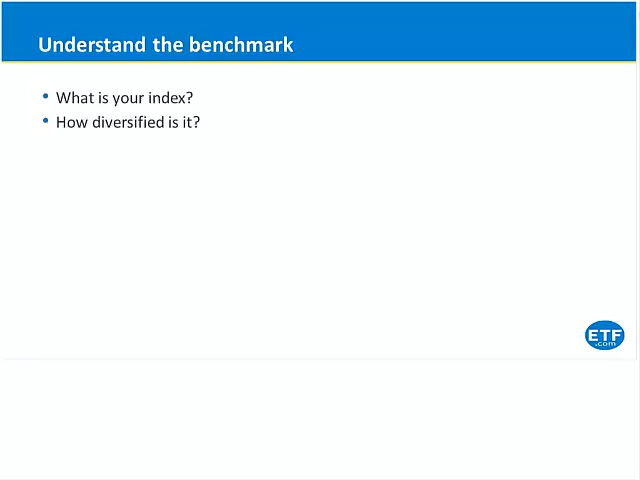 Understand the benchmark
• What is your index?
• How diversified is it?
ETF
.com